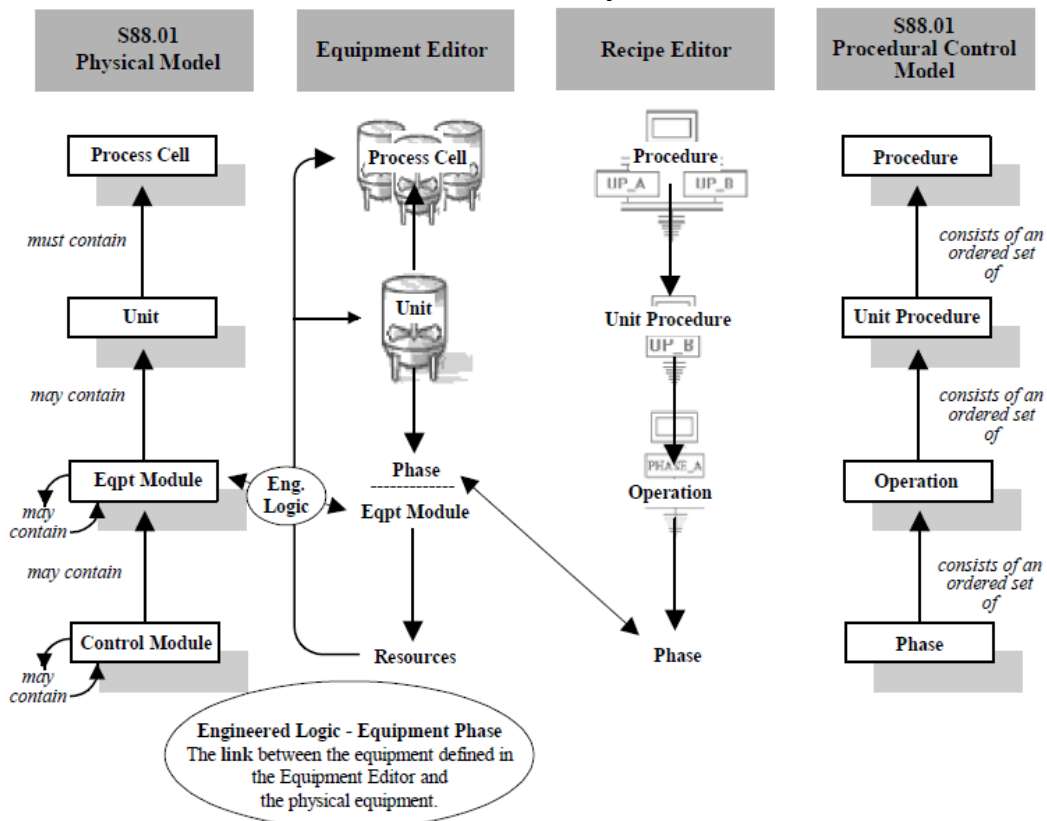 S88.01
Physical Model
Equipment Editor
Recipe Editor
S88.01
Procedural Control
Model
Process Cell
must contain
Unit
may contain
Eqpt Module
may
contain
may contain
Control Module
may
contain
Process Cell
Unit
Phase
------------
Eqpt Module
Eng.
Logic
Resources
Procedure
UP_A
UP_B
Unit Procedure
UP_B
PHASE_A
Operation
Phase
Procedure
consists of an
ordered set
of
Unit Procedure
consists of an
ordered set
of
Operation
consists of an
ordered set
of
Phase
Engineered Logic - Equipment Phase
The link between the equipment defined in
the Equipment Editor and
the physical equipment.